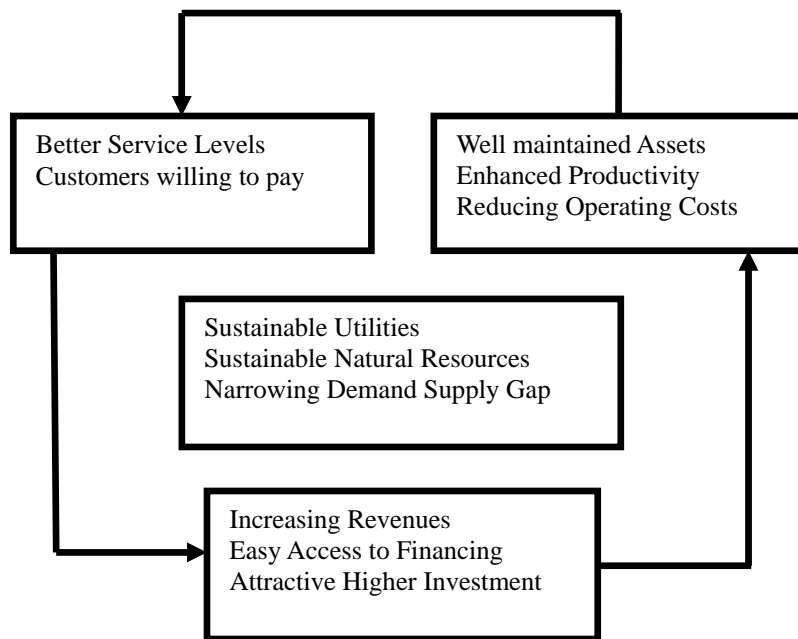 Better Service Levels
Customers willing to pay
Well maintained Assets
Enhanced Productivity
Reducing Operating Costs
Sustainable Utilities
Sustainable Natural Resources
Narrowing Demand Supply Gap
Increasing Revenues
Easy Access to Financing
Attractive Higher Investment